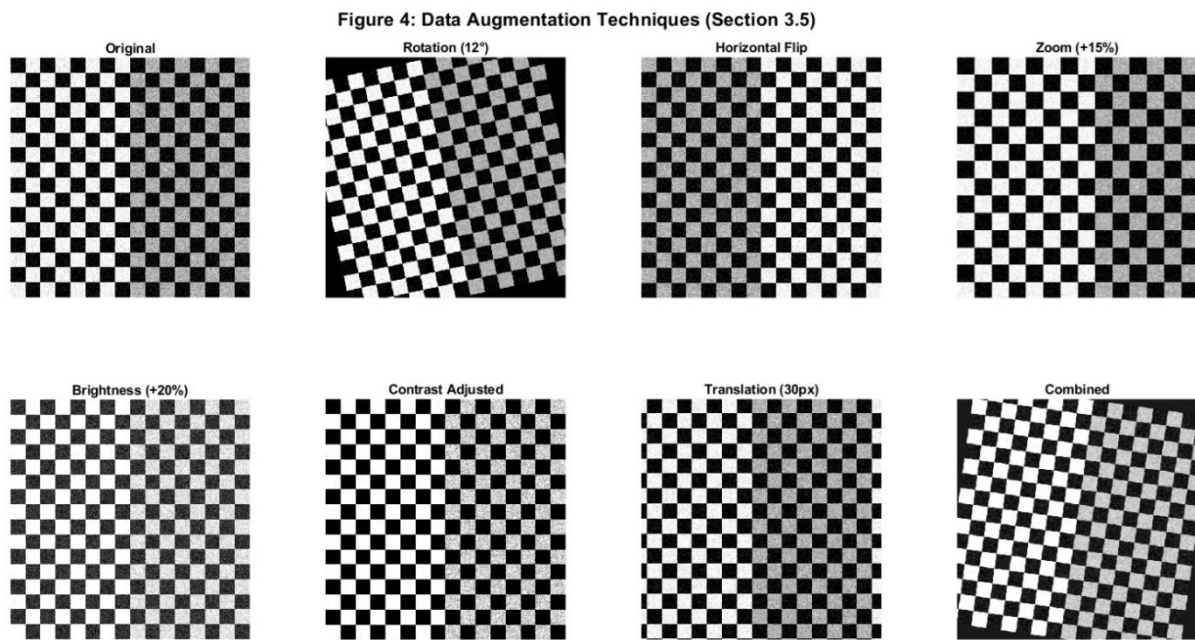 Figure 4: Data Augmentation Techniques (Section 3.5)
Original
Rotation (12°)
Horizontal Flip
Zoom (+15%)
Brightness (+20%)
Contrast Adjusted
Translation (30px)
Combined